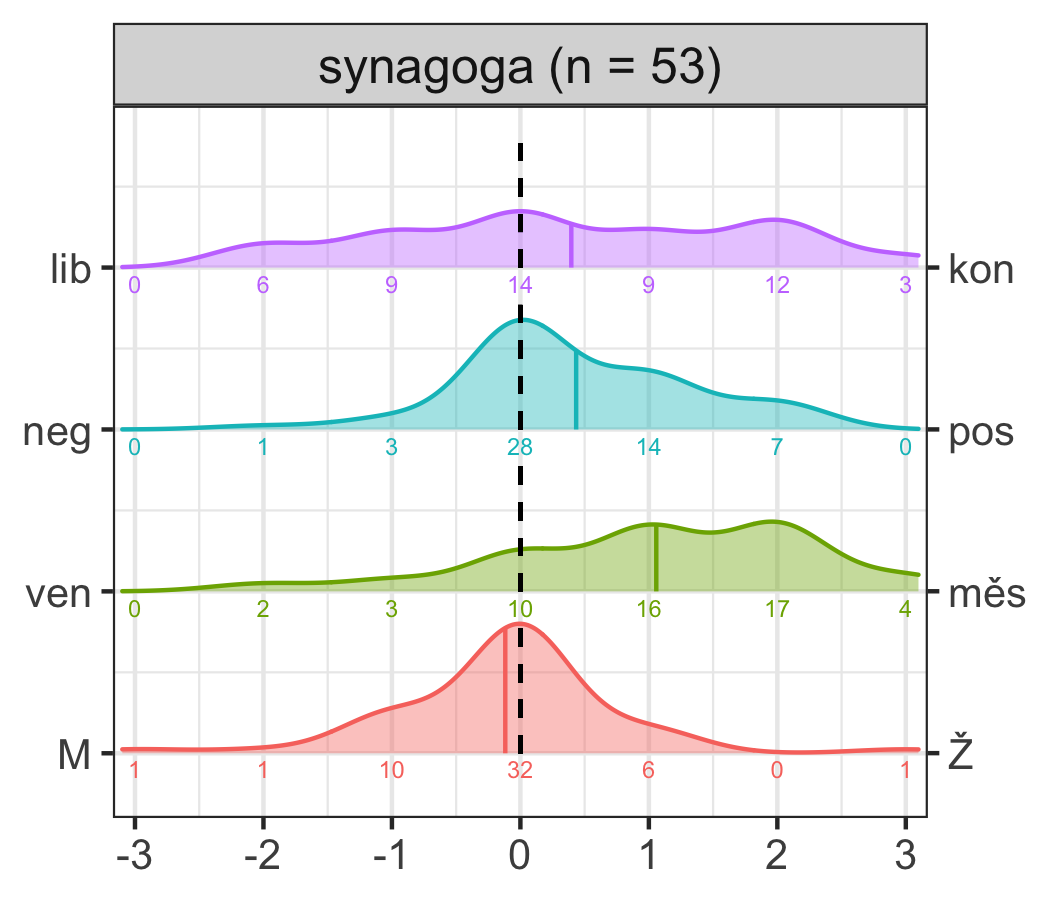 synagoga (n = 53)
lib kon
0 6 9 14 9 12 3
neg pos
0 1 3 28 14 7 0
ven měs
0 2 3 10 16 17 4
M Ž
1 1 10 32 6 0 1
-3 -2 -1 0 1 2 3